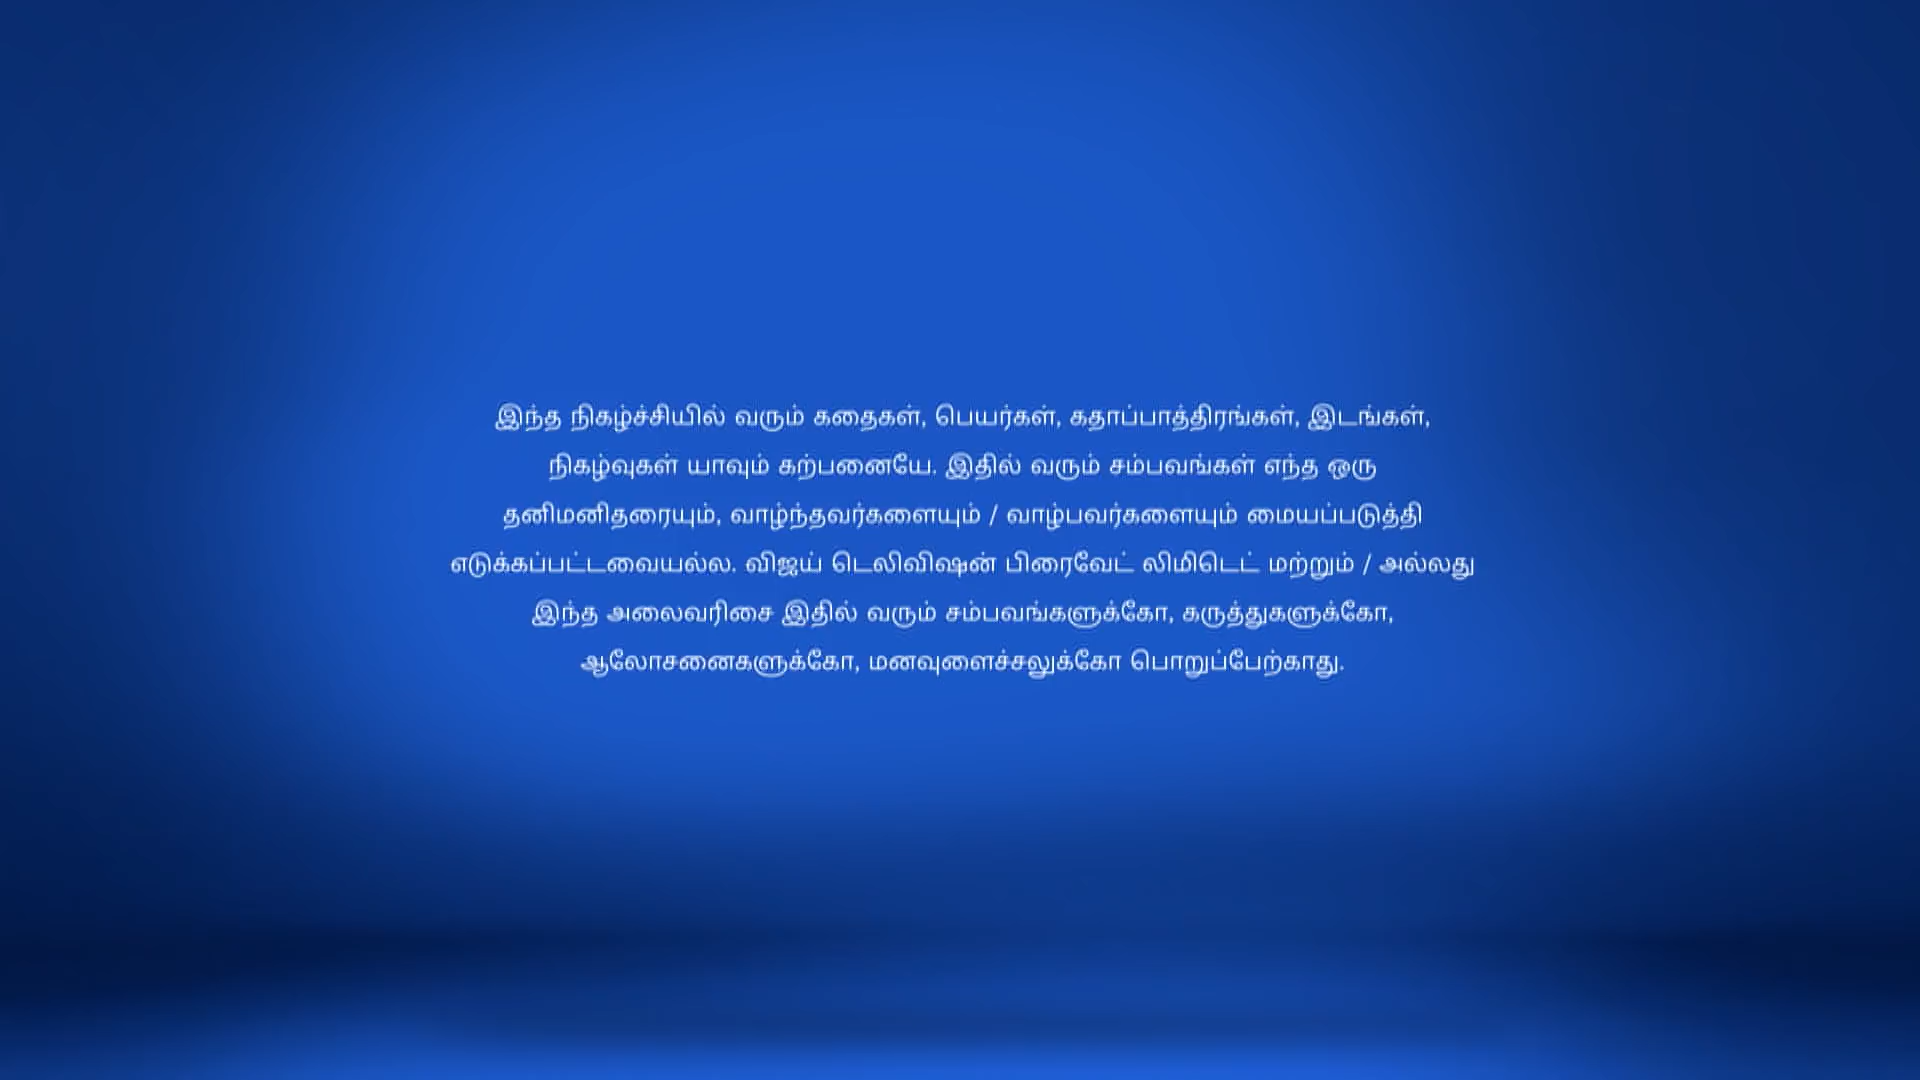 இந்த நிகழ்ச்சியில் வரும் கதைகள், பெயர்கள், கதாப்பாத்திரங்கள், இடங்கள்,
நிகழ்வுகள் யாவும் கற்பனையே. இதில் வரும் சம்பவங்கள் எந்த ஒரு
தனிமனிதரையும், வாழ்ந்தவர்களையும் / வாழ்பவர்களையும் மையப்படுத்தி
எடுக்கப்பட்டவையல்ல. விஜய் டெலிவிஷன் பிரைவேட் லிமிடெட் மற்றும் / அல்லது
இந்த அலைவரிசை இதில் வரும் சம்பவங்களுக்கோ, கருத்துகளுக்கோ,
ஆலோசனைகளுக்கோ, மனவுளைச்சலுக்கோ பொறுப்பேற்காது.